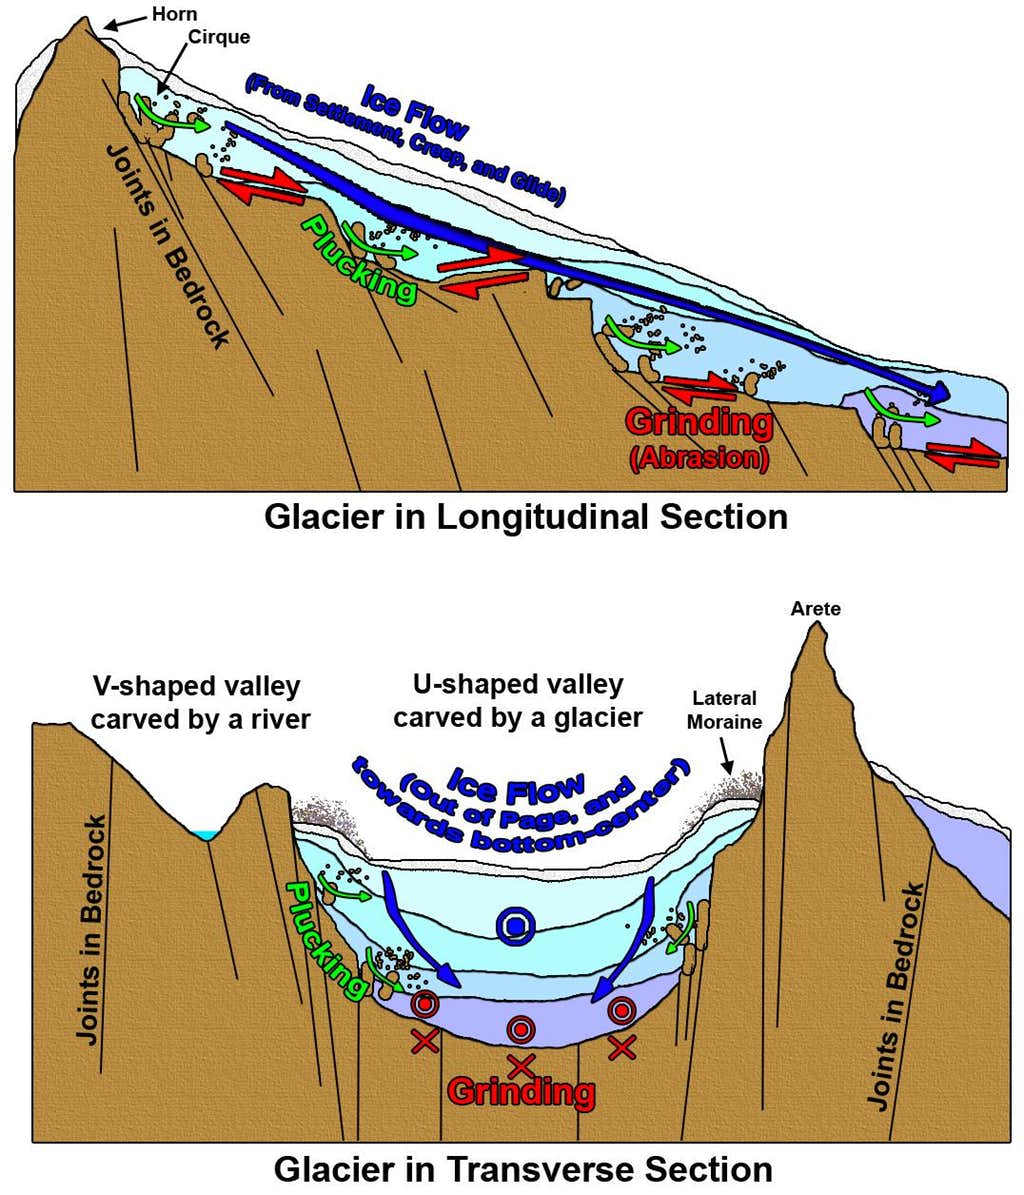 Horn
Cirque
Ice Flow
(From Settlement, Creep, and Glide)
Joints in Bedrock
Plucking
Grinding
(Abrasion)
Glacier in Longitudinal Section
Arete
V-shaped valley
carved by a river
U-shaped valley
carved by a glacier
Lateral
Moraine
Ice Flow
(Out of Page, and
towards bottom-center)
Joints in Bedrock
Plucking
Joints in Bedrock
Grinding
Glacier in Transverse Section